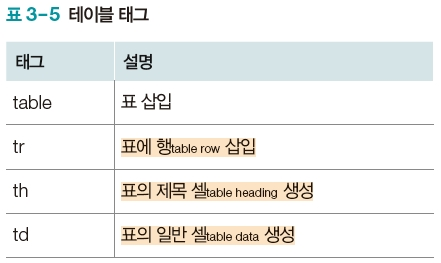 표 3-5 테이블 태그
태그 설명
table 표 삽입
tr 표에 행table row 삽입
th 표의 제목 셀table heading 생성
td 표의 일반 셀table data 생성